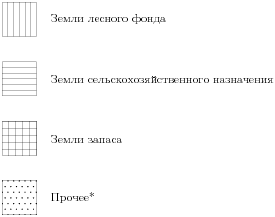 Земли лесного фонда
Земли сельскохозяйственного назначения
Земли запаса
Прочее*